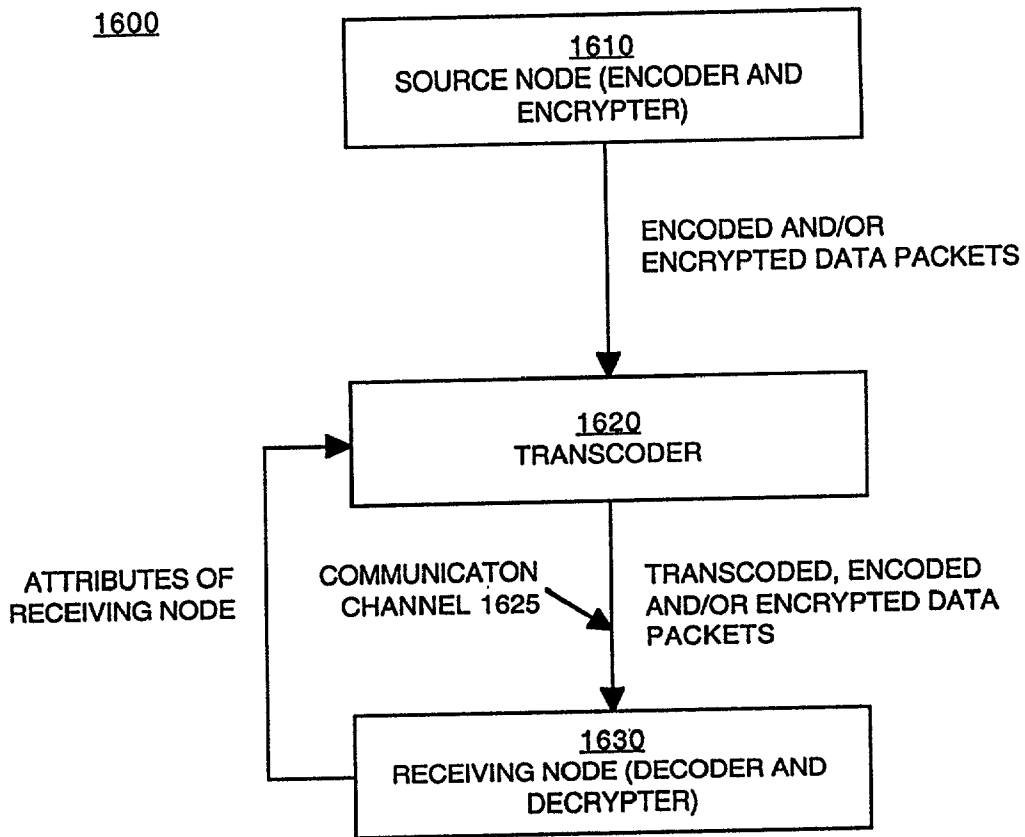 1600
1610
SOURCE NODE (ENCODER AND
ENCRYPTER)
ENCODED AND/OR
ENCRYPTED DATA PACKETS
1620
TRANSCODER
ATTRIBUTES OF
RECEIVING NODE
COMMUNICATON
CHANNEL 1625
TRANSCODED, ENCODED
AND/OR ENCRYPTED DATA
PACKETS
1630
RECEIVING NODE (DECODER AND
DECRYPTER)